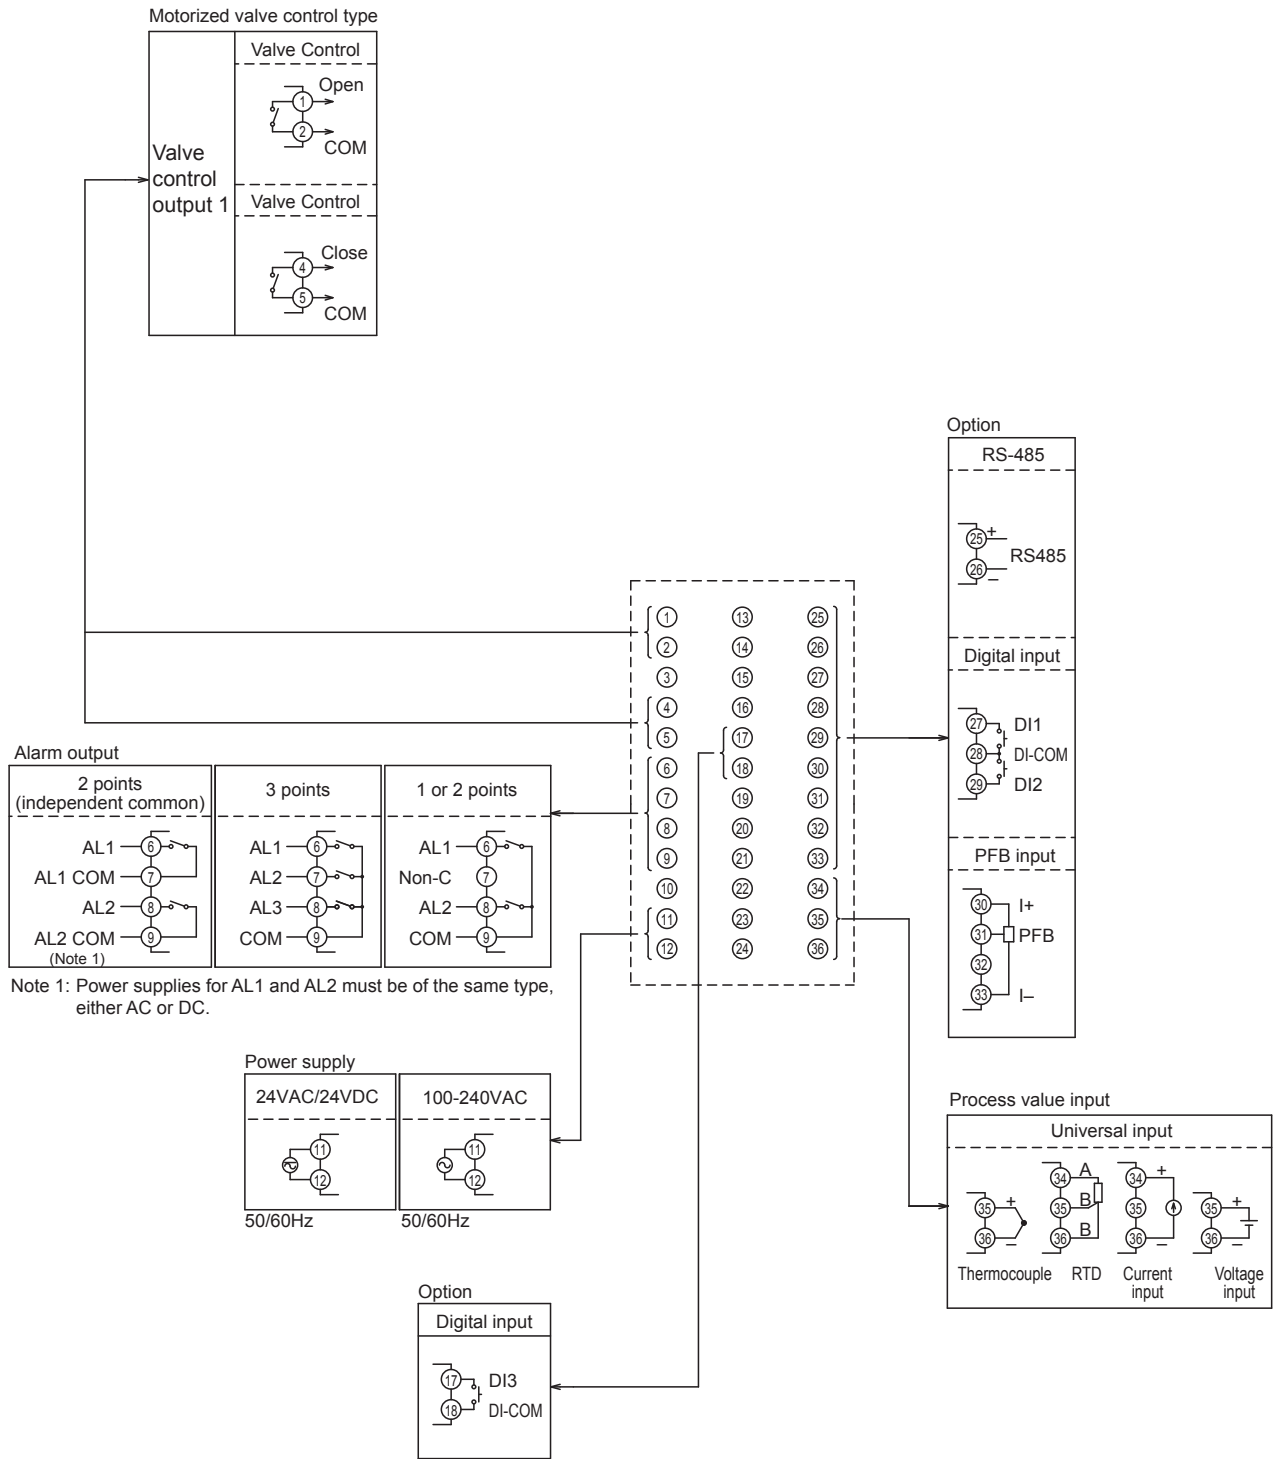 Motorized valve control type
Valve Control
Open
1
2
COM
Valve
control
output 1
Valve Control
Close
4
5
COM
Option
RS-485
25 +
RS485
26 –
Digital input
27 DI1
28 DI-COM
29 DI2
PFB input
30 I+
31 PFB
32
33 I–
1 13 25
2 14 26
3 15 27
4 16 28
5 17 29
6 18 30
7 19 31
8 20 32
9 21 33
10 22 34
11 23 35
12 24 36
Alarm output
2 points
(independent common)
AL1 6
AL1 COM 7
AL2 8
AL2 COM 9
(Note 1)
3 points
AL1 6
AL2 7
AL3 8
COM 9
1 or 2 points
AL1 6
Non-C 7
AL2 8
COM 9
Note 1: Power supplies for AL1 and AL2 must be of the same type,
either AC or DC.
Power supply
24VAC/24VDC
11
12
50/60Hz
100-240VAC
11
12
50/60Hz
Process value input
Universal input
35 +
36 –
Thermocouple
34 A
35 B
36 B
RTD
34 +
35
36 –
Current
input
35 +
36 –
Voltage
input
Option
Digital input
17 DI3
18 DI-COM